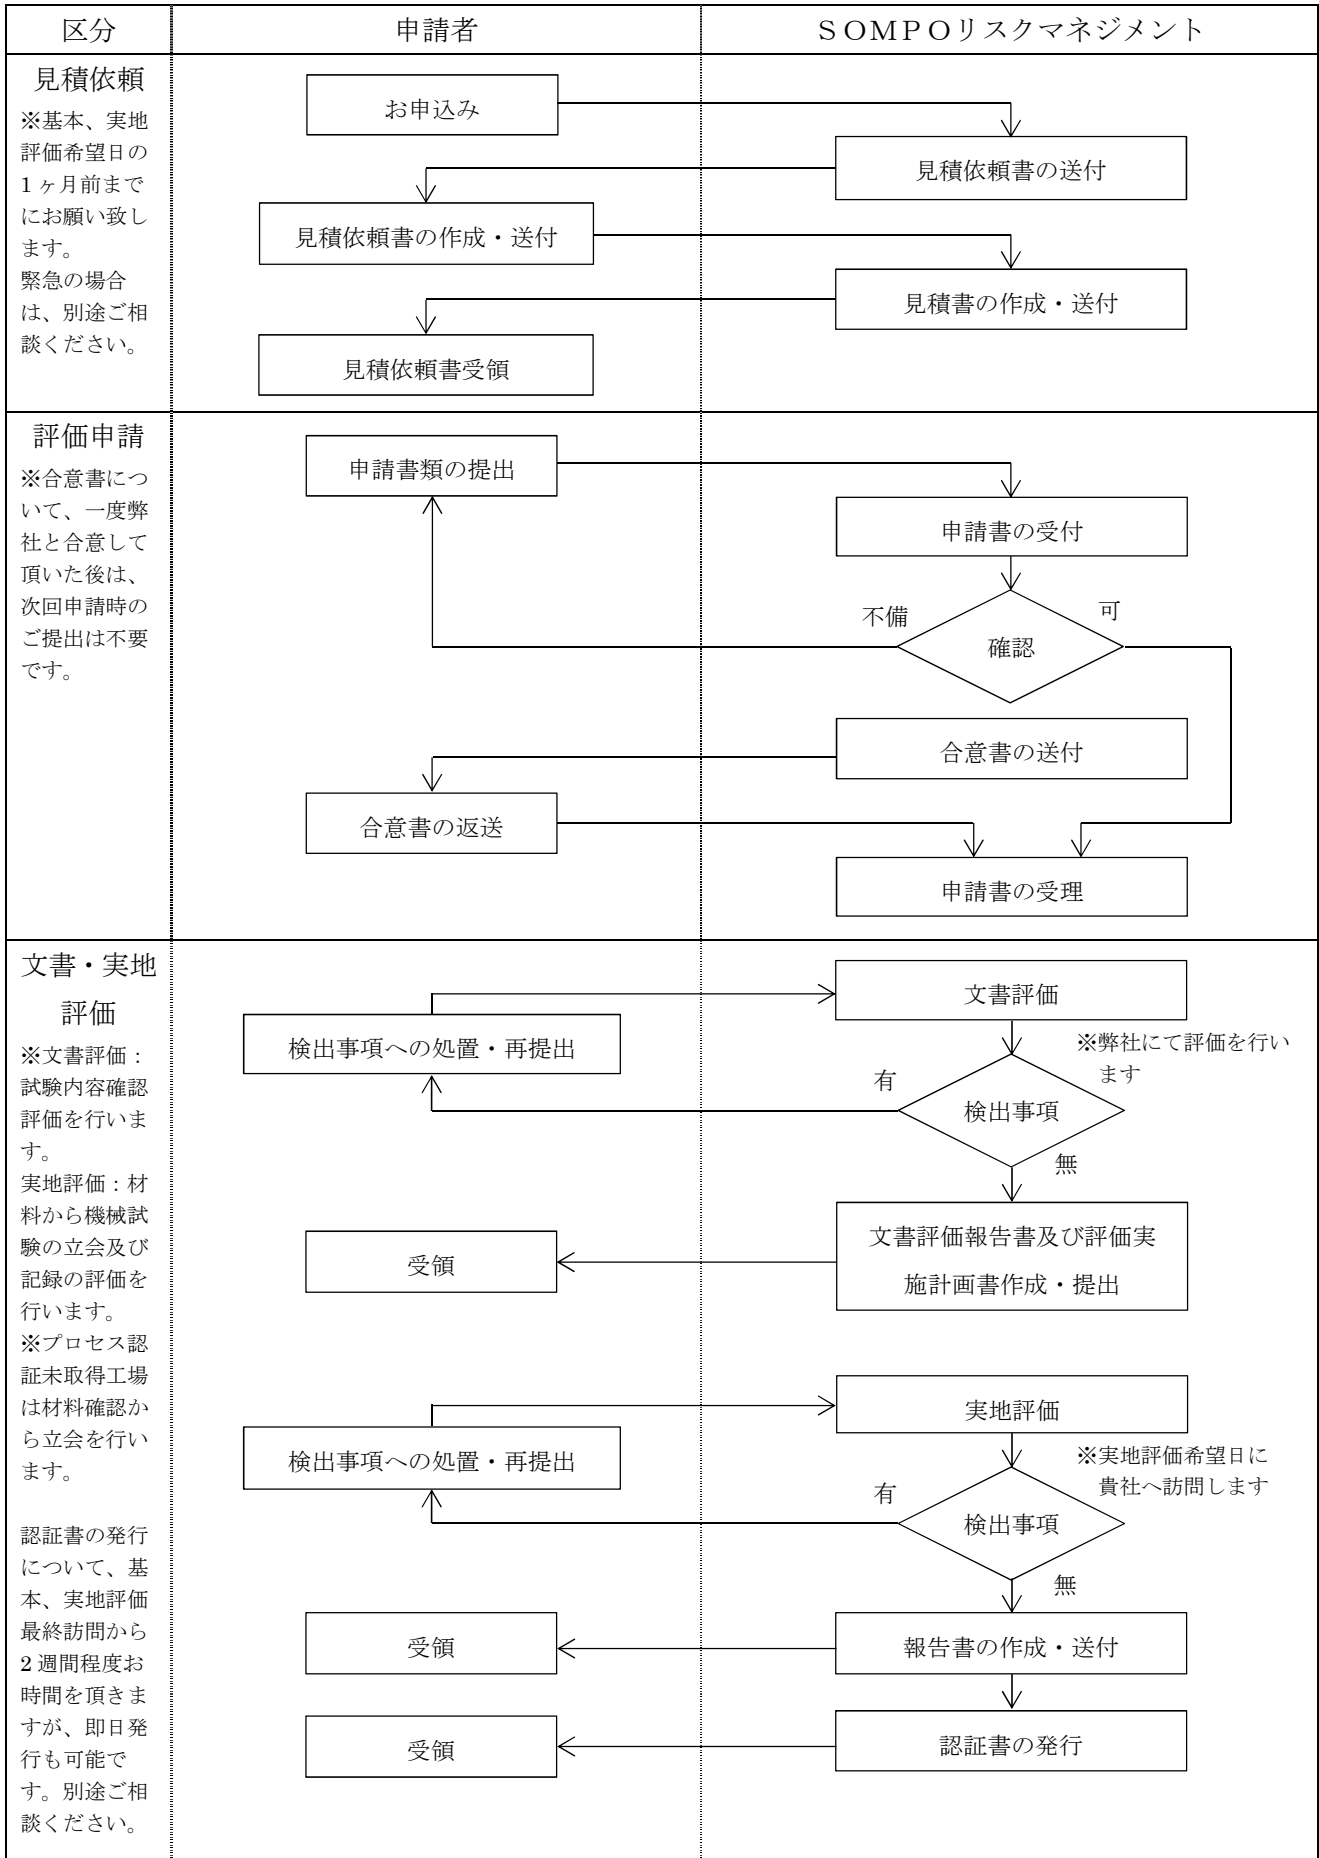 区分
申請者
ＳＯＭＰＯリスクマネジメント
見積依頼
※基本、実地
評価希望日の
1ヶ月前まで
にお願い致し
ます。
緊急の場合
は、別途ご相
談ください。
お申込み
見積依頼書の送付
見積依頼書の作成・送付
見積書の作成・送付
見積依頼書受領
評価申請
※合意書につ
いて、一度弊
社と合意して
頂いた後は、
次回申請時の
ご提出は不要
です。
申請書類の提出
申請書の受付
不備
可
確認
合意書の送付
合意書の返送
申請書の受理
文書・実地
評価
※文書評価：
試験内容確認
評価を行いま
す。
実地評価：材
料から機械試
験の立会及び
記録の評価を
行います。
※プロセス認
証未取得工場
は材料確認か
ら立会を行い
ます。
認証書の発行
について、基
本、実地評価
最終訪問から
2週間程度お
時間を頂きま
すが、即日発
行も可能で
す。別途ご相
談ください。
文書評価
検出事項への処置・再提出
※弊社にて評価を行い
ます
有
検出事項
無
文書評価報告書及び評価実
施計画書作成・提出
受領
実地評価
検出事項への処置・再提出
※実地評価希望日に
貴社へ訪問します
有
検出事項
無
受領
報告書の作成・送付
受領
認証書の発行